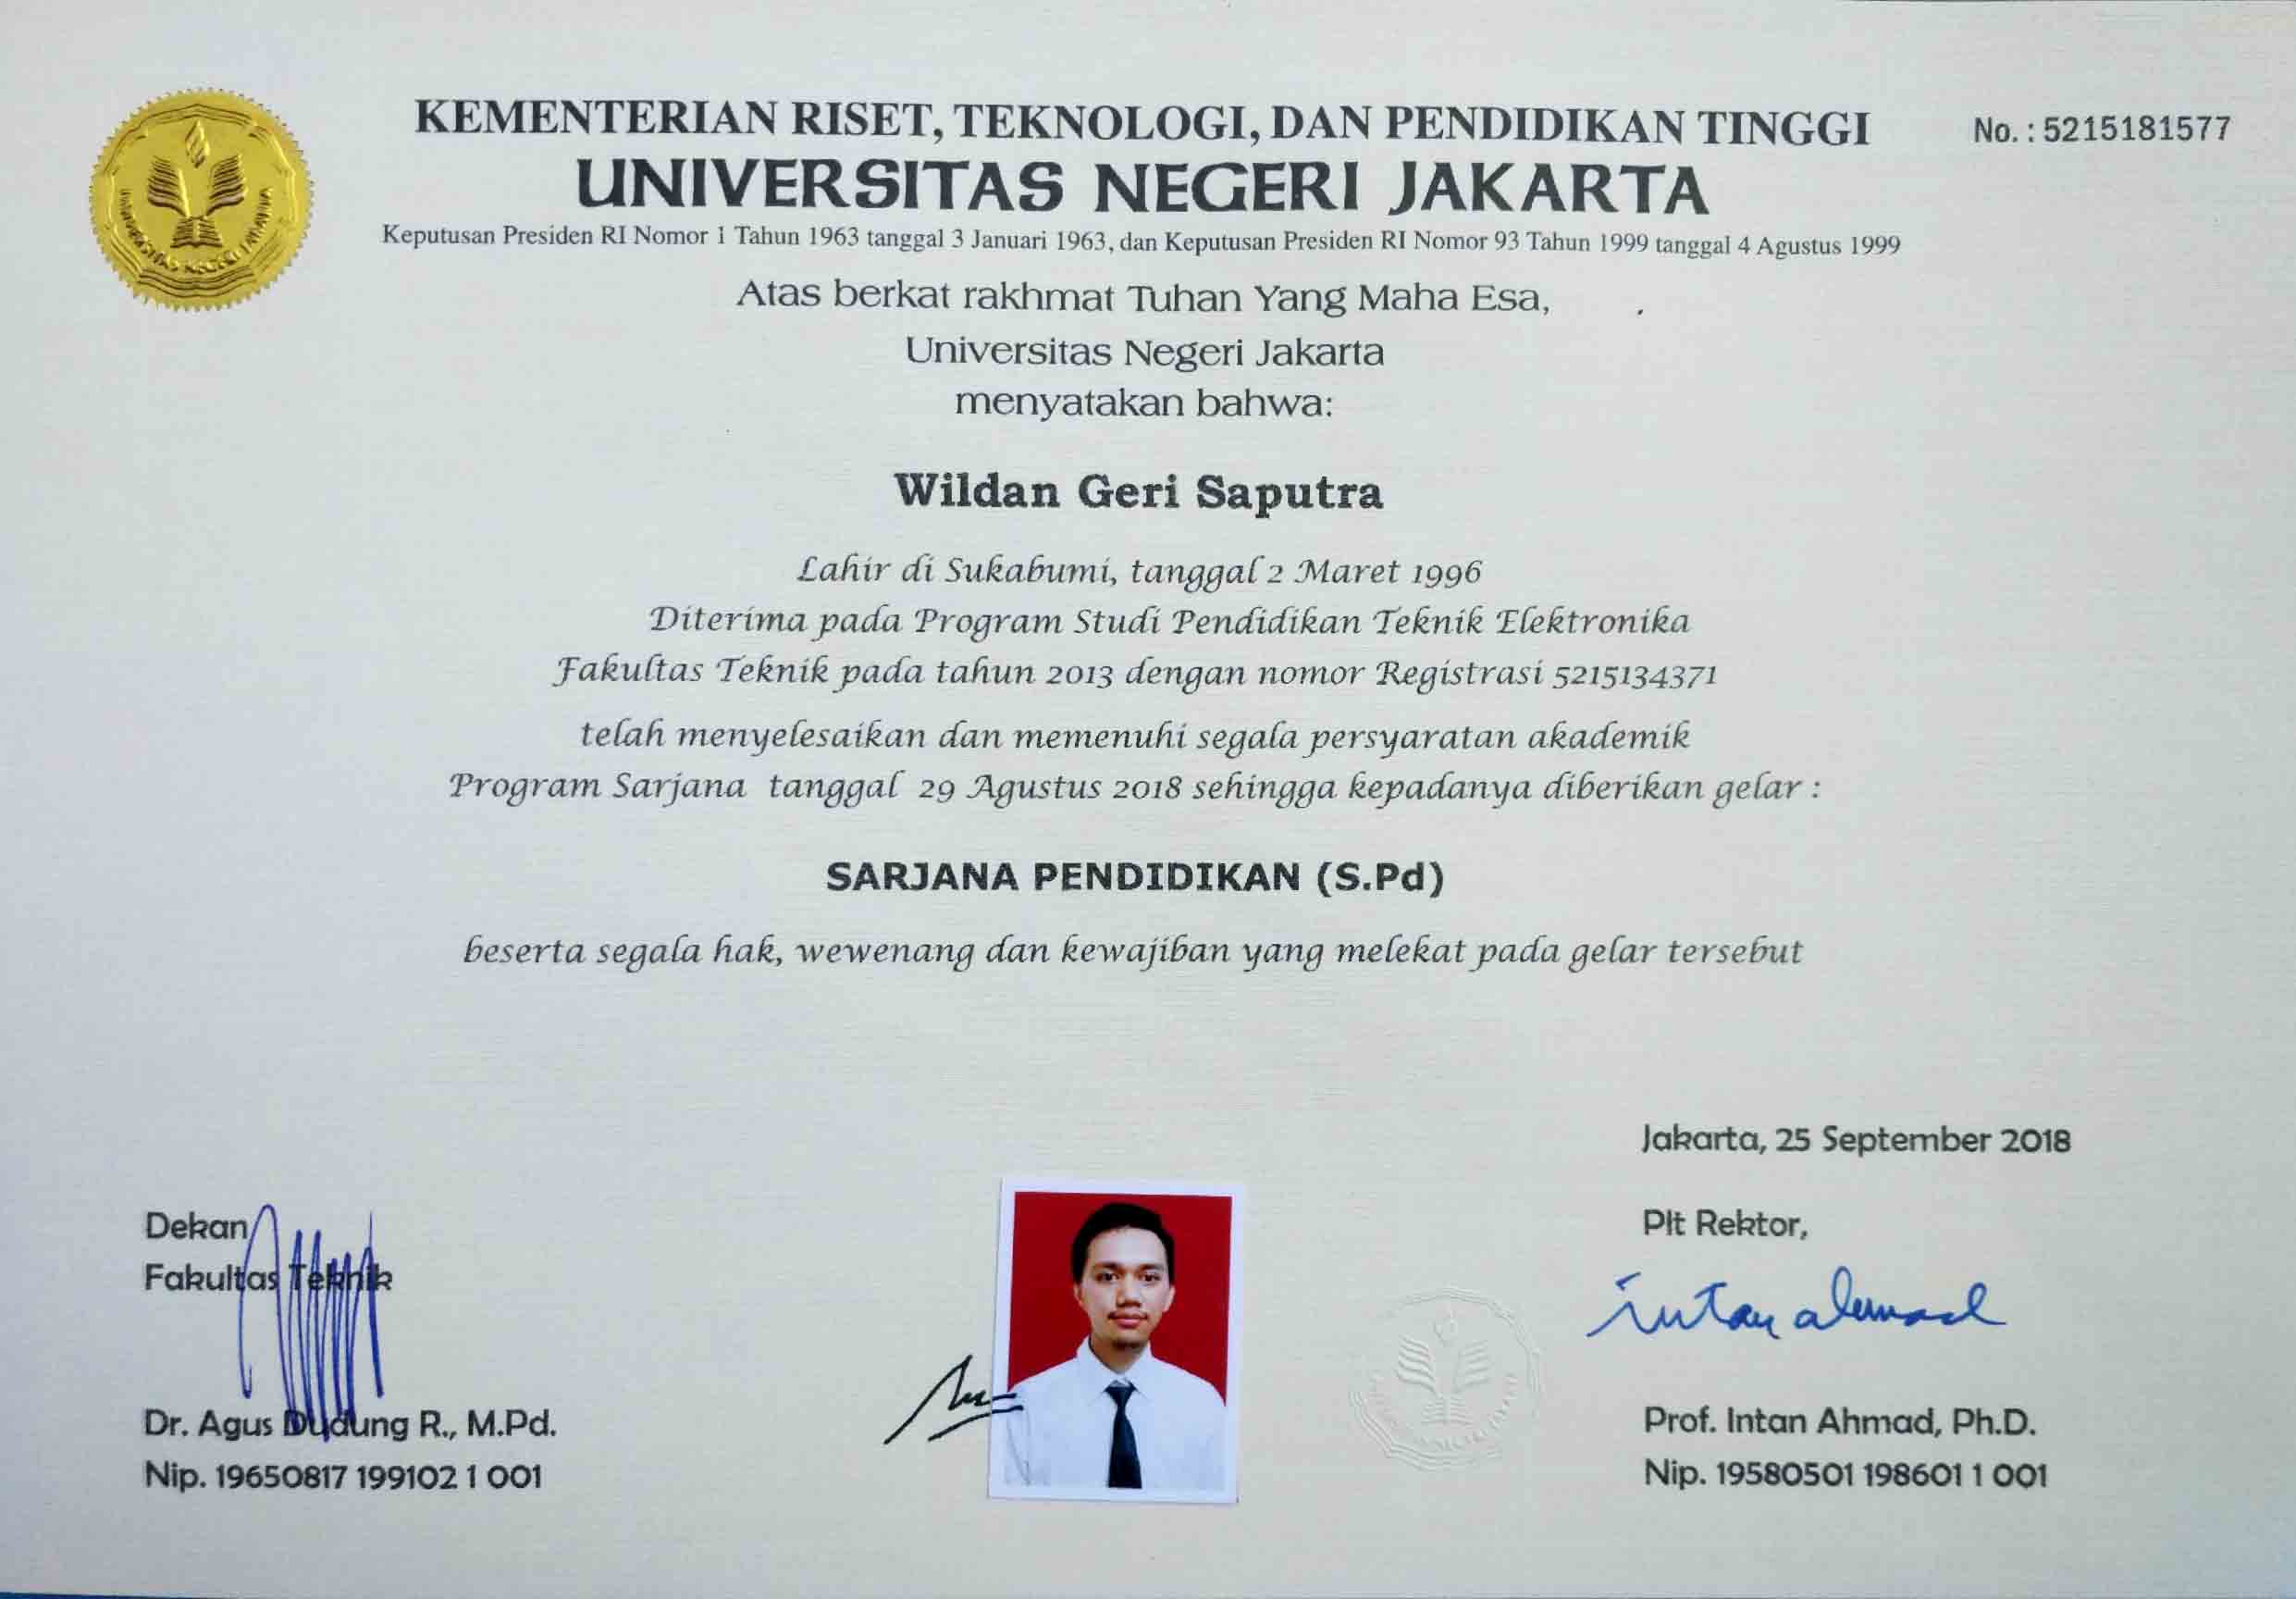 KEMENTERIAN RISET, TEKNOLOGI, DAN PENDIDIKAN TINGGI
No. : 5215181577
UNIVERSITAS NEGERI JAKARTA
Keputusan Presiden RI Nomor 1 Tahun 1963 tanggal 3 Januari 1963, dan Keputusan Presiden RI Nomor 93 Tahun 1999 tanggal 4 Agustus 1999
UNIVERSITAS NEGERI JAKARTA
Atas berkat rakhmat Tuhan Yang Maha Esa,
Universitas Negeri Jakarta
menyatakan bahwa:
Wildan Geri Saputra
Lahir di Sukabumi, tanggal 2 Maret 1996
Diterima pada Program Studi Pendidikan Teknik Elektronika
Fakultas Teknik pada tahun 2013 dengan nomor Registrasi 5215134371
telah menyelesaikan dan memenuhi segala persyaratan akademik
Program Sarjana tanggal 29 Agustus 2018 sehingga kepadanya diberikan gelar :
SARJANA PENDIDIKAN (S.Pd)
beserta segala hak, wewenang dan kewajiban yang melekat pada gelar tersebut
Jakarta, 25 September 2018
Dekan
Fakultas Teknik
Plt Rektor,
intan ahmad
Dr. Agus Dudung R., M.Pd.
Nip. 19650817 199102 1 001
Prof. Intan Ahmad, Ph.D.
Nip. 19580501 198601 1 001